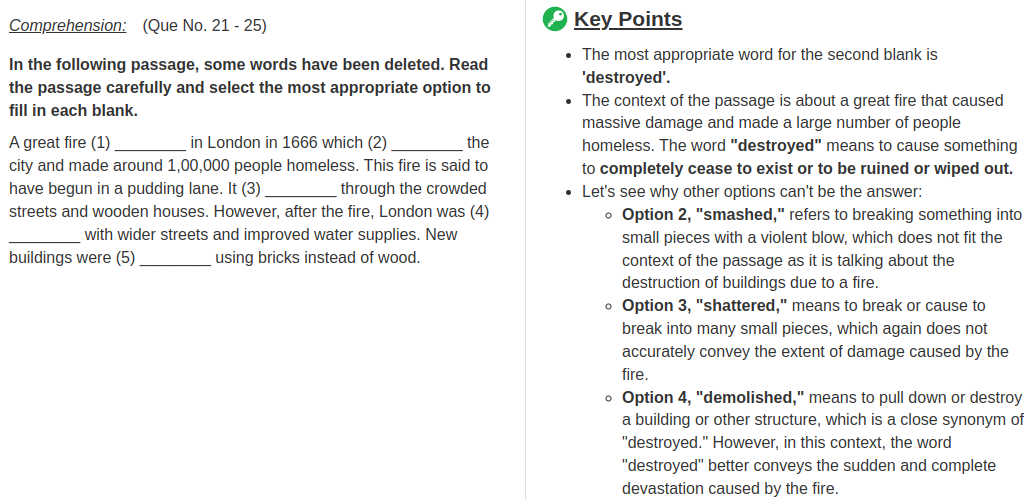 Comprehension: (Que No. 21 - 25)
In the following passage, some words have been deleted. Read
the passage carefully and select the most appropriate option to
fill in each blank.
A great fire (1) ________ in London in 1666 which (2) ________ the
city and made around 1,00,000 people homeless. This fire is said to
have begun in a pudding lane. It (3) ________ through the crowded
streets and wooden houses. However, after the fire, London was (4)
________ with wider streets and improved water supplies. New
buildings were (5) ________ using bricks instead of wood.
Key Points
• The most appropriate word for the second blank is
'destroyed'.
• The context of the passage is about a great fire that caused
massive damage and made a large number of people
homeless. The word "destroyed" means to cause something
to completely cease to exist or to be ruined or wiped out.
• Let's see why other options can't be the answer:
◦ Option 2, "smashed," refers to breaking something into
small pieces with a violent blow, which does not fit the
context of the passage as it is talking about the
destruction of buildings due to a fire.
◦ Option 3, "shattered," means to break or cause to
break into many small pieces, which again does not
accurately convey the extent of damage caused by the
fire.
◦ Option 4, "demolished," means to pull down or destroy
a building or other structure, which is a close synonym of
"destroyed." However, in this context, the word
"destroyed" better conveys the sudden and complete
devastation caused by the fire.